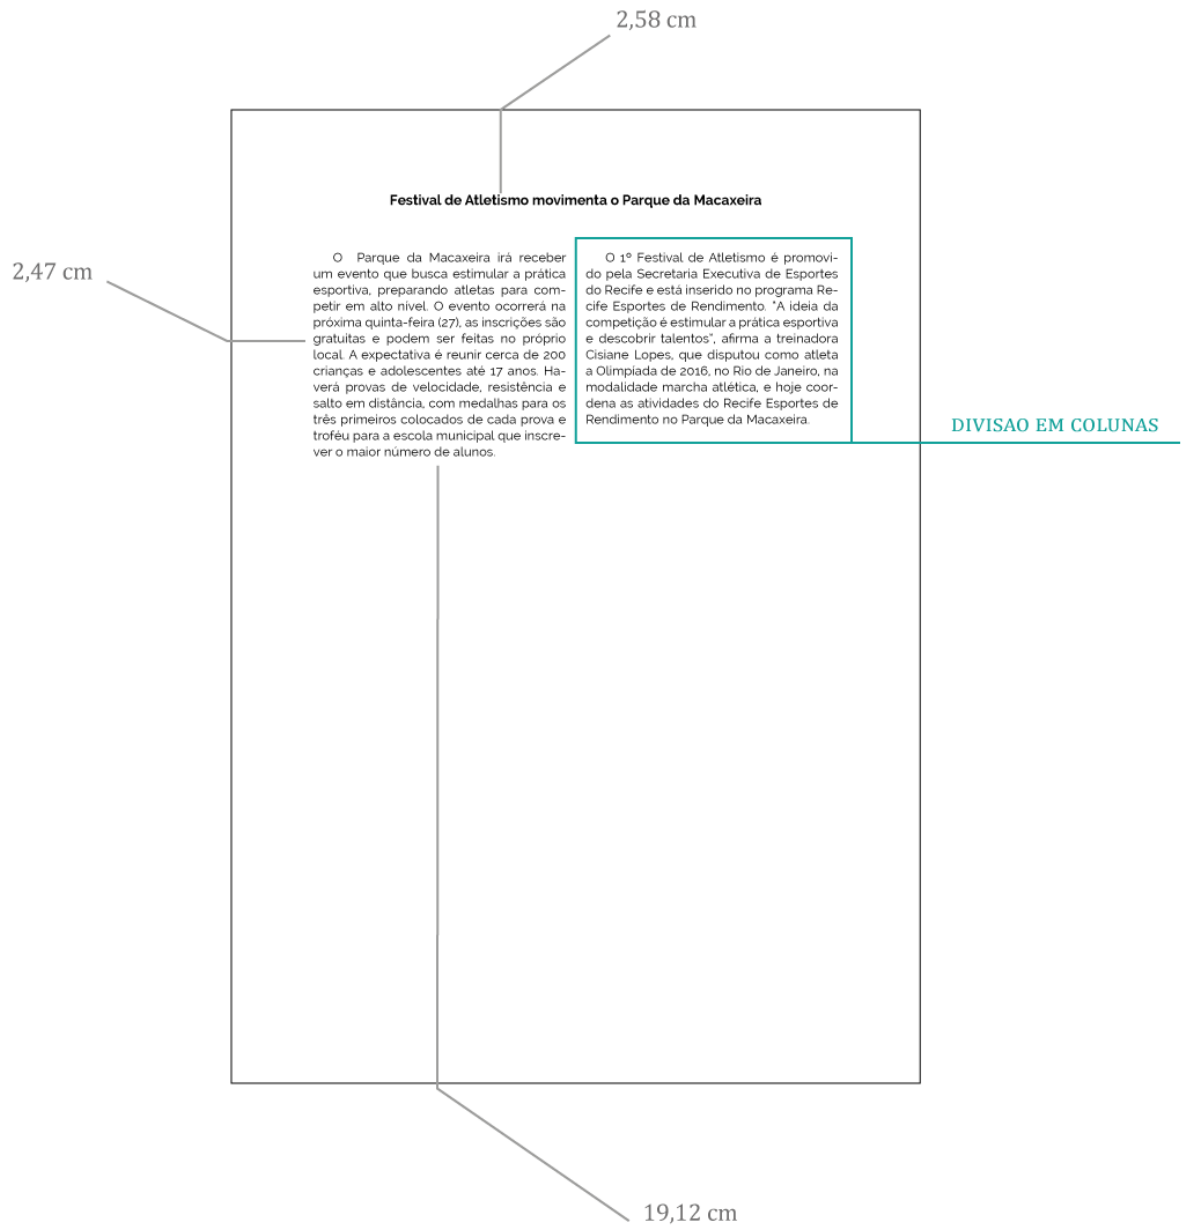 2,58 cm
Festival de Atletismo movimenta o Parque da Macaxeira
2,47 cm
O Parque da Macaxeira irá receber
um evento que busca estimular a prática
esportiva, preparando atletas para com-
petir em alto nível. O evento ocorrerá na
próxima quinta-feira (27), as inscrições são
gratuitas e podem ser feitas no próprio
local. A expectativa é reunir cerca de 200
crianças e adolescentes até 17 anos. Ha-
verá provas de velocidade, resistência e
salto em distância, com medalhas para os
três primeiros colocados de cada prova e
troféu para a escola municipal que inscre-
ver o maior número de alunos.
O 1º Festival de Atletismo é promovi-
do pela Secretaria Executiva de Esportes
do Recife e está inserido no programa Re-
cife Esportes de Rendimento. "A ideia da
competição é estimular a prática esportiva
e descobrir talentos", afirma a treinadora
Cisiane Lopes, que disputou como atleta
a Olimpíada de 2016, no Rio de Janeiro, na
modalidade marcha atlética, e hoje coor-
dena as atividades do Recife Esportes de
Rendimento no Parque da Macaxeira.
DIVISAO EM COLUNAS
19,12 cm